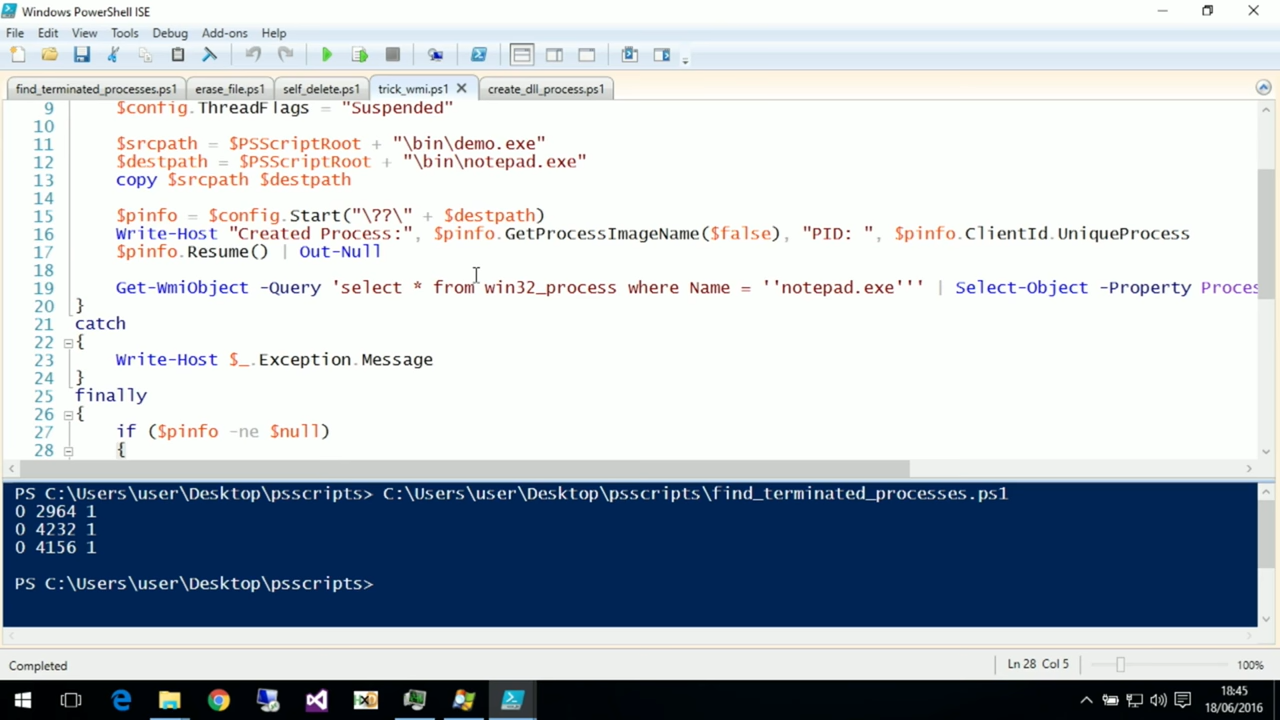 Windows PowerShell ISE
File Edit View Tools Debug Add-ons Help
find_terminated_processes.ps1 erase_file.ps1 self_delete.ps1 trick_wmi.ps1 create_dll_process.ps1
9 $config.ThreadFlags = "Suspended"
10
11 $srcpath = $PSScriptRoot + "\bin\demo.exe"
12 $destpath = $PSScriptRoot + "\bin\notepad.exe"
13 copy $srcpath $destpath
14
15 $pinfo = $config.Start("\??\" + $destpath)
16 Write-Host "Created Process:", $pinfo.GetProcessImageName($false), "PID: ", $pinfo.ClientId.UniqueProcess
17 $pinfo.Resume() | Out-Null
18
19 Get-WmiObject -Query 'select * from win32_process where Name = ''notepad.exe''' | Select-Object -Property Proces
20 }
21 catch
22 {
23 Write-Host $_.Exception.Message
24 }
25 finally
26 {
27 if ($pinfo -ne $null)
28 {
PS C:\Users\user\Desktop\psscripts> C:\Users\user\Desktop\psscripts\find_terminated_processes.ps1
0 2964 1
0 4232 1
0 4156 1
PS C:\Users\user\Desktop\psscripts>
Completed Ln 28 Col 5 100%
18:45
18/06/2016